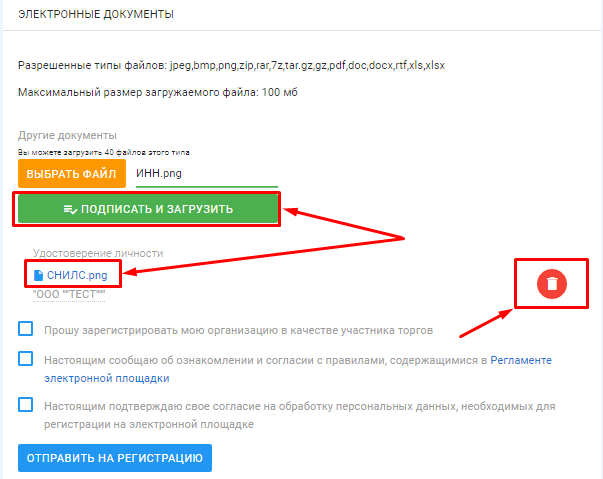 ЭЛЕКТРОННЫЕ ДОКУМЕНТЫ
Разрешенные типы файлов: jpeg,bmp,png,zip,rar,7z,tar.gz,gz,pdf,doc,docx,rtf,xls,xlsx
Максимальный размер загружаемого файла: 100 мб
Другие документы
Вы можете загрузить 40 файлов этого типа
ВЫБРАТЬ ФАЙЛ ИНН.png
ПОДПИСАТЬ И ЗАГРУЗИТЬ
Удостоверение личности
СНИЛС.png
"ООО "ТЕСТ""
Прошу зарегистрировать мою организацию в качестве участника торгов
Настоящим сообщаю об ознакомлении и согласии с правилами, содержащимися в Регламенте
электронной площадки
Настоящим подтверждаю свое согласие на обработку персональных данных, необходимых для
регистрации на электронной площадке
ОТПРАВИТЬ НА РЕГИСТРАЦИЮ